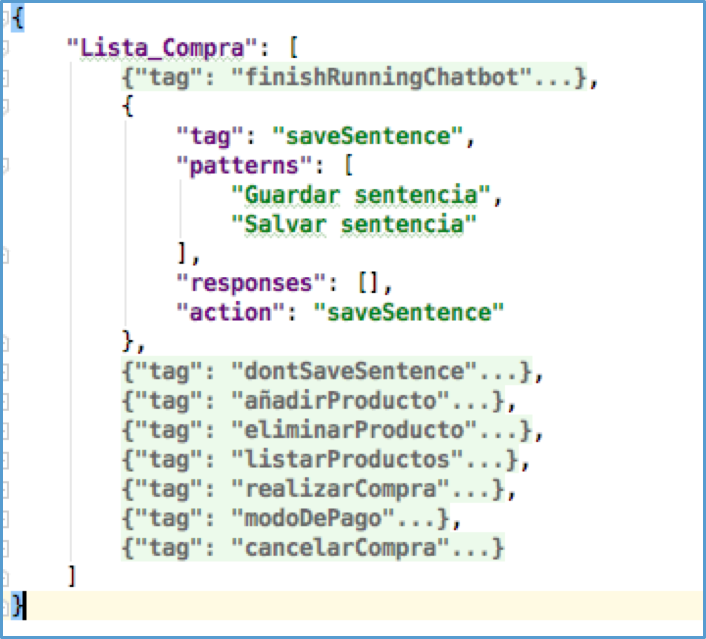 {
"Lista_Compra": [
{"tag": "finishRunningChatbot"...},
{
"tag": "saveSentence",
"patterns": [
"Guardar sentencia",
"Salvar sentencia"
],
"responses": [],
"action": "saveSentence"
},
{"tag": "dontSaveSentence"...},
{"tag": "añadirProducto"...},
{"tag": "eliminarProducto"...},
{"tag": "listarProductos"...},
{"tag": "realizarCompra"...},
{"tag": "modoDePago"...},
{"tag": "cancelarCompra"...}
]
}